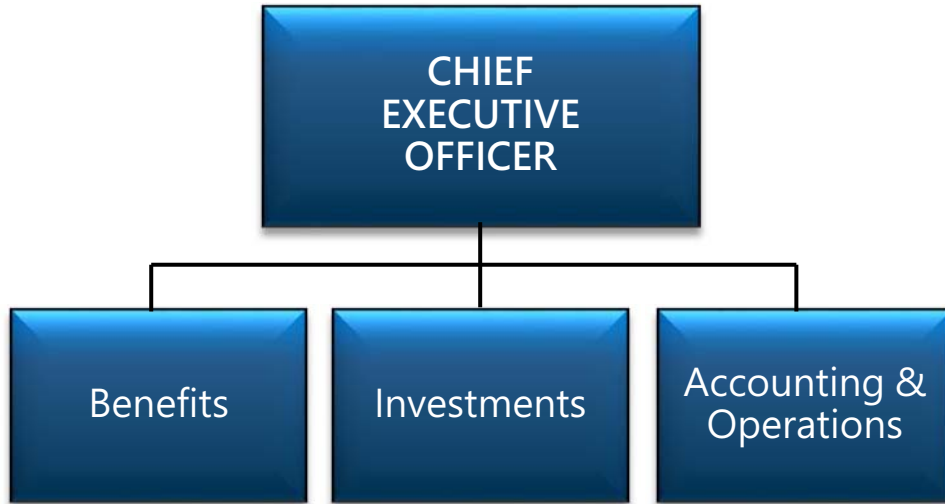 CHIEF
EXECUTIVE
OFFICER
Benefits
Investments
Accounting &
Operations